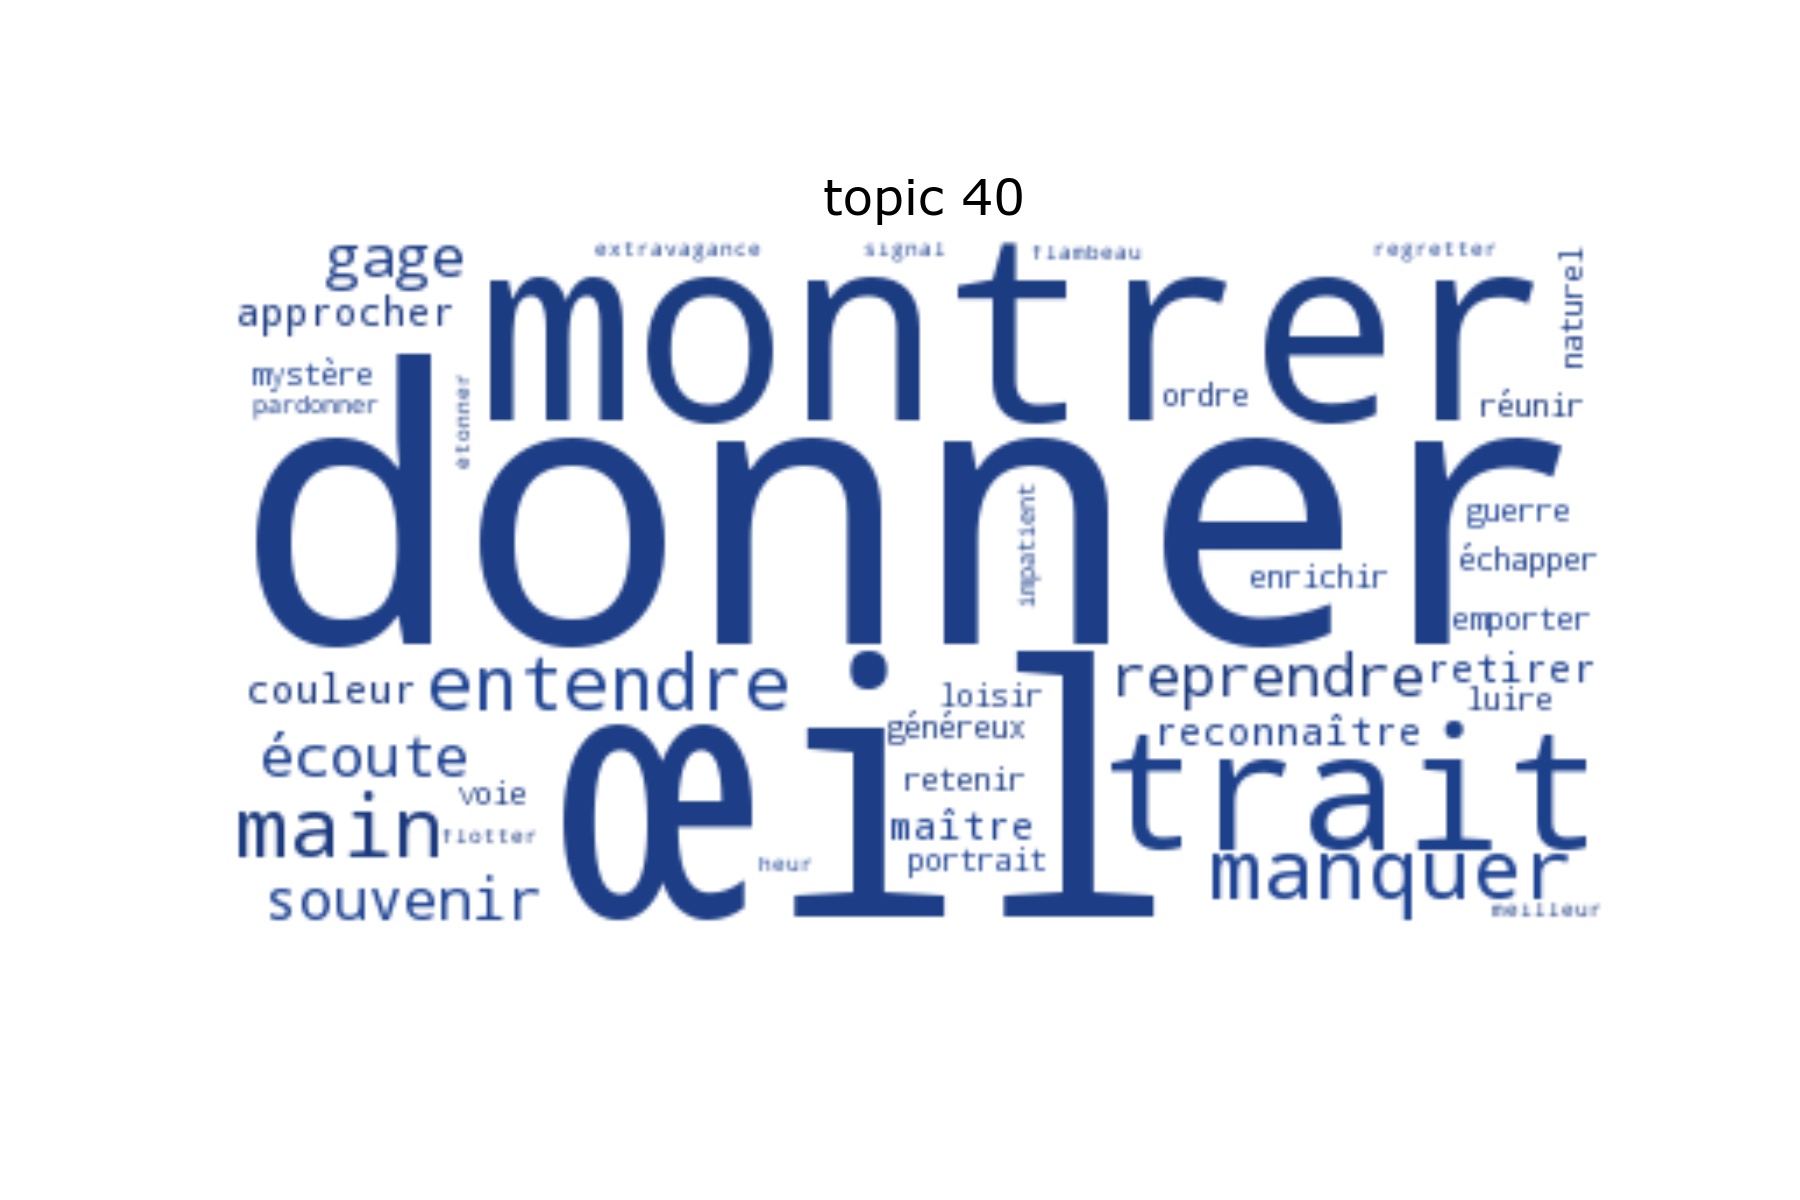 topic 40
gage
extravagance
signal
flambeau
regretter
naturel
approcher
montrer
mystère
pardonner
étonner
ordre
réunir
donner
impatient
guerre
échapper
enrichir
emporter
couleur
entendre
œil
loisir
reprendre
retirer
luire
généreux
reconnaître
écoute
trait
voie
retenir
main
flotter
maître
heur
portrait
manquer
souvenir
meilleur